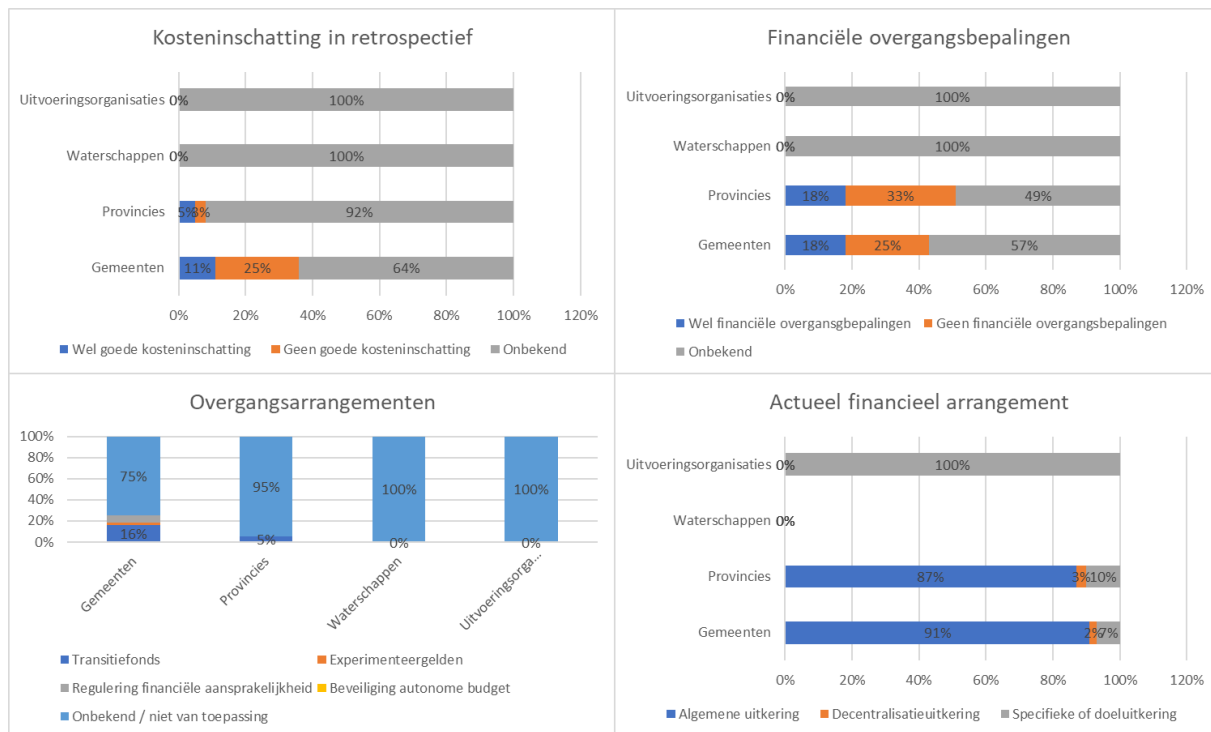 Kosteninschatting in retrospectief
Uitvoeringsorganisaties 0% 100%
Waterschappen 0% 100%
Provincies 5% 3% 92%
Gemeenten 11% 25% 64%
0% 20% 40% 60% 80% 100% 120%
Wel goede kosteninschatting Geen goede kosteninschatting Onbekend
Financiële overgangsbepalingen
Uitvoeringsorganisaties 0% 100%
Waterschappen 0% 100%
Provincies 18% 33% 49%
Gemeenten 18% 25% 57%
0% 20% 40% 60% 80% 100% 120%
Wel financiële overgansgbepalingen Geen financiële overgangsbepalingen
Onbekend
Overgangsarrangementen
100%
80%
60%
40%
20%
0%
75% 95% 100% 100%
16% 5% 0% 0%
Gemeenten Provincies Waterschappen Uitvoeringsorga...
Transitiefonds Experimenteergelden
Regulering financiële aansprakelijkheid Beveiliging autonome budget
Onbekend / niet van toepassing
Actueel financieel arrangement
Uitvoeringsorganisaties 0% 100%
Waterschappen 0%
Provincies 87% 3% 10%
Gemeenten 91% 2% 7%
0% 20% 40% 60% 80% 100% 120%
Algemene uitkering Decentralisatieuitkering Specifieke of doeluitkering